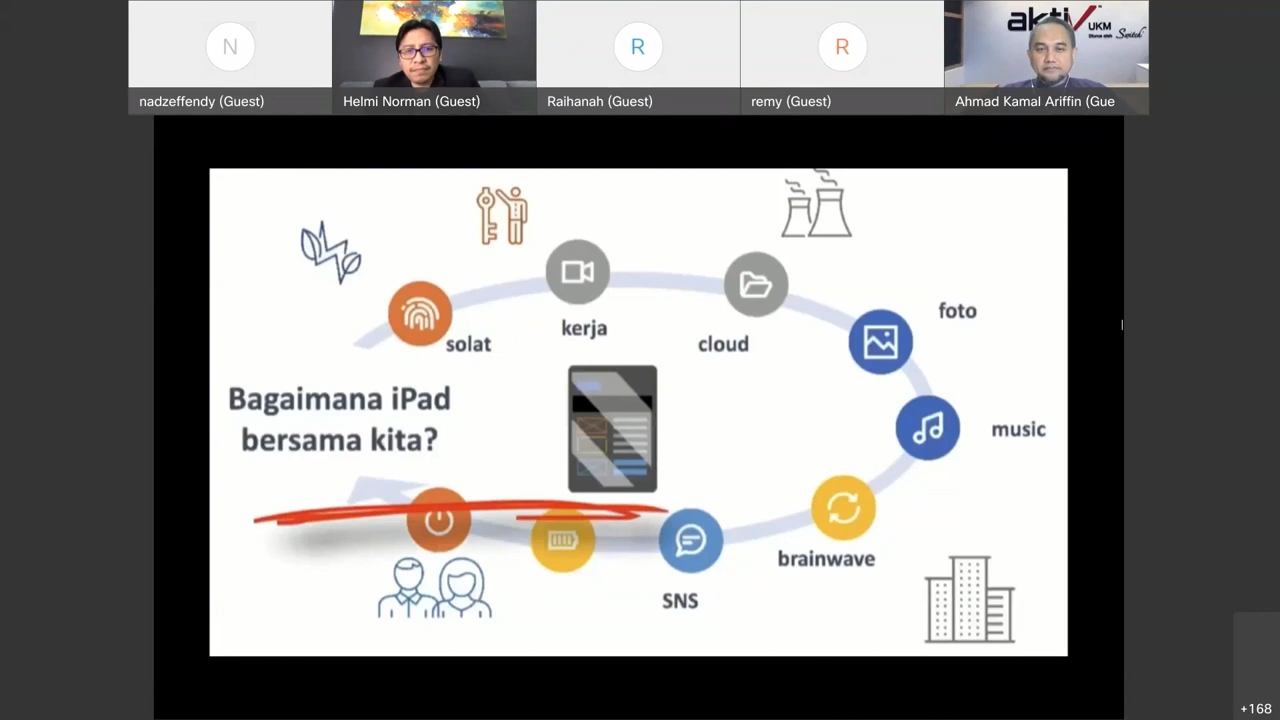 N
R
R
aktiv
UKM
Switch
nadzeffendy (Guest)
Helmi Norman (Guest)
Raihanah (Guest)
remy (Guest)
Ahmad Kamal Ariffin (Gue
solat
kerja
cloud
foto
Bagaimana iPad
bersama kita?
music
brainwave
SNS
+168